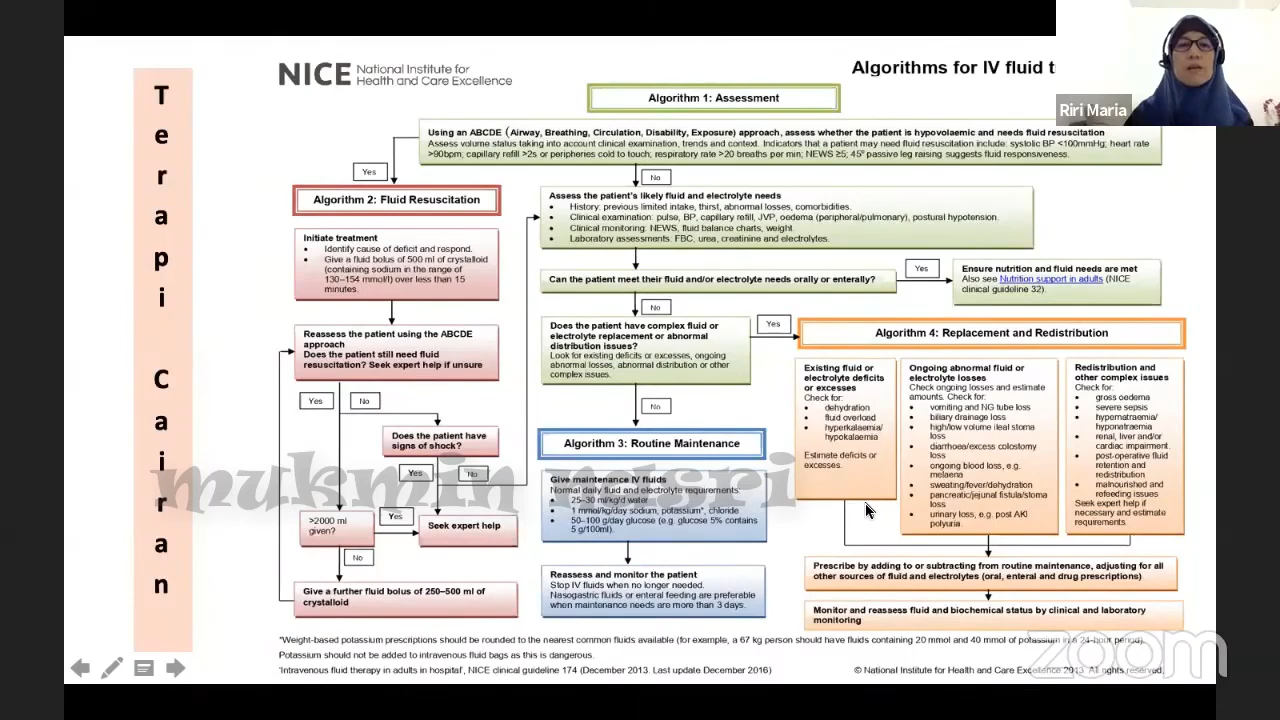 Terapi Cairan
NICE National Institute for
Health and Care Excellence
Algorithms for IV fluid t
Riri Maria
Algorithm 1: Assessment
Using an ABCDE (Airway, Breathing, Circulation, Disability, Exposure) approach, assess whether the patient is hypovolaemic and needs fluid resuscitation
Assess volume status taking into account clinical examination, trends and context. Indicators that a patient may need fluid resuscitation include: systolic BP <100mmHg; heart rate
>90bpm; capillary refill >2s or peripheries cold to touch; respiratory rate >20 breaths per min; NEWS ≥5; 45º passive leg raising suggests fluid responsiveness.
Yes
No
Algorithm 2: Fluid Resuscitation
Initiate treatment
• Identify cause of deficit and respond.
• Give a fluid bolus of 500 ml of crystalloid
(containing sodium in the range of
130–154 mmol/l) over less than 15
minutes.
Reassess the patient using the ABCDE
approach
Does the patient still need fluid
resuscitation? Seek expert help if unsure
Yes
No
Does the patient have
signs of shock?
Yes
No
>2000 ml
given?
Yes
Seek expert help
No
Give a further fluid bolus of 250–500 ml of
crystalloid
Assess the patient's likely fluid and electrolyte needs
• History: previous limited intake, thirst, abnormal losses, comorbidities.
• Clinical examination: pulse, BP, capillary refill, JVP, oedema (peripheral/pulmonary), postural hypotension.
• Clinical monitoring: NEWS, fluid balance charts, weight.
• Laboratory assessments: FBC, urea, creatinine and electrolytes.
Can the patient meet their fluid and/or electrolyte needs orally or enterally?
Yes
Ensure nutrition and fluid needs are met
Also see Nutrition support in adults (NICE
clinical guideline 32).
No
Does the patient have complex fluid or
electrolyte replacement or abnormal
distribution issues?
Look for existing deficits or excesses, ongoing
abnormal losses, abnormal distribution or other
complex issues.
Yes
No
Algorithm 3: Routine Maintenance
Give maintenance IV fluids
Normal daily fluid and electrolyte requirements:
• 25–30 ml/kg/d water
• 1 mmol/kg/day sodium, potassium*, chloride
• 50–100 g/day glucose (e.g. glucose 5% contains
5 g/100ml).
Reassess and monitor the patient
Stop IV fluids when no longer needed.
Nasogastric fluids or enteral feeding are preferable
when maintenance needs are more than 3 days.
Algorithm 4: Replacement and Redistribution
Existing fluid or
electrolyte deficits
or excesses
Check for:
• dehydration
• fluid overload
• hyperkalaemia/
hypokalaemia
Estimate deficits or
excesses.
Ongoing abnormal fluid or
electrolyte losses
Check ongoing losses and estimate
amounts. Check for:
• vomiting and NG tube loss
• biliary drainage loss
• high/low volume ileal stoma
loss
• diarrhoea/excess colostomy
loss
• ongoing blood loss, e.g.
melaena
• sweating/fever/dehydration
• pancreatic/jejunal fistula/stoma
loss
• urinary loss, e.g. post AKI
polyuria.
Redistribution and
other complex issues
Check for:
• gross oedema
• severe sepsis
• hypernatraemia/
hyponatraemia
• renal, liver and/or
cardiac impairment.
• post-operative fluid
retention and
redistribution
• malnourished and
refeeding issues
Seek expert help if
necessary and estimate
requirements.
Prescribe by adding to or subtracting from routine maintenance, adjusting for all
other sources of fluid and electrolytes (oral, enteral and drug prescriptions)
Monitor and reassess fluid and biochemical status by clinical and laboratory
monitoring
mukmin nasri
*Weight-based potassium prescriptions should be rounded to the nearest common fluids available (for example, a 67 kg person should have fluids containing 20 mmol and 40 mmol of potassium in a 24-hour period).
Potassium should not be added to intravenous fluid bags as this is dangerous.
'Intravenous fluid therapy in adults in hospital', NICE clinical guideline 174 (December 2013. Last update December 2016)
© National Institute for Health and Care Excellence 2013. All rights reserved.
zoom